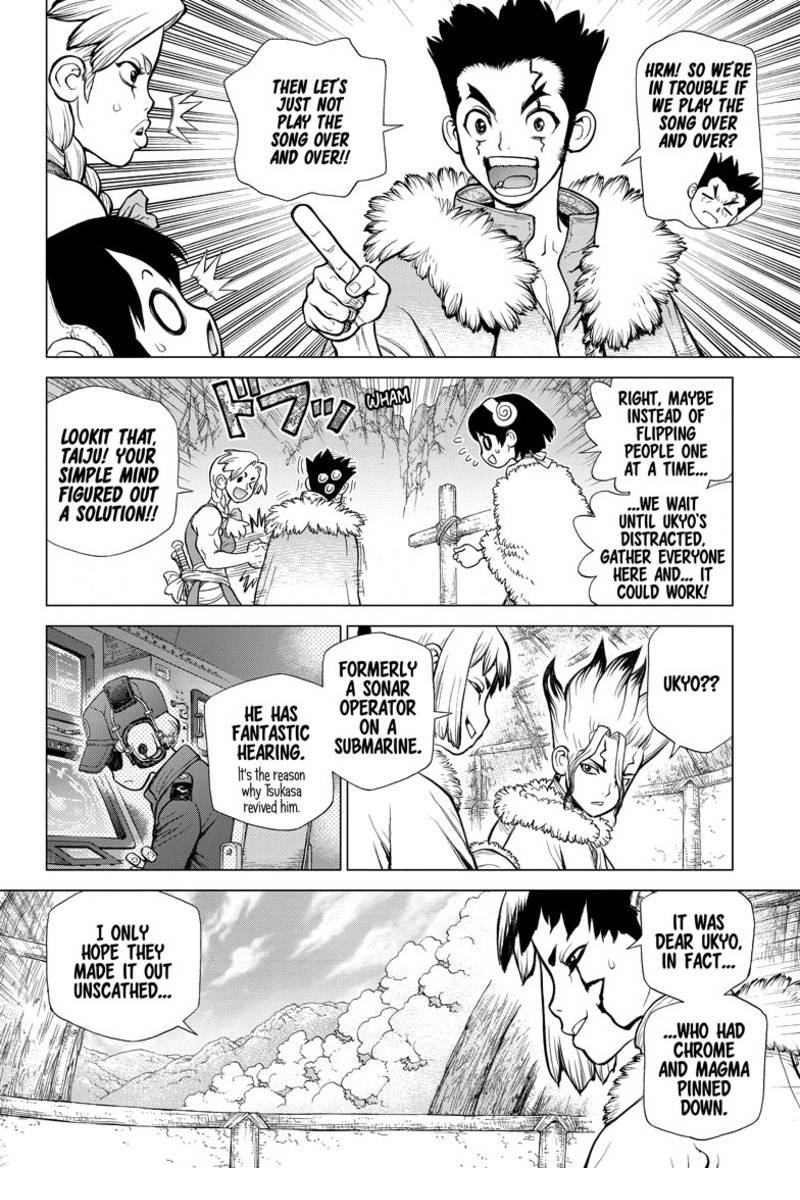 HRM! SO WE'RE
IN TROUBLE IF
WE PLAY THE
SONG OVER
AND OVER?
THEN LET'S
JUST NOT
PLAY THE
SONG OVER
AND OVER!!
RIGHT, MAYBE
INSTEAD OF
FLIPPING
PEOPLE ONE
AT A TIME...
...WE WAIT
UNTIL UKYO'S
DISTRACTED,
GATHER EVERYONE
HERE AND... IT
COULD WORK!
WHAM
ドフッ
LOOKIT THAT,
TAIJU! YOUR
SIMPLE MIND
FIGURED OUT
A SOLUTION!!
UKYO??
FORMERLY
A SONAR
OPERATOR
ON A
SUBMARINE.
HE HAS
FANTASTIC
HEARING.
It's the reason
why Tsukasa
revived him.
IT WAS
DEAR UKYO,
IN FACT...
...WHO HAD
CHROME
AND MAGMA
PINNED
DOWN.
I ONLY
HOPE THEY
MADE IT OUT
UNSCATHED...